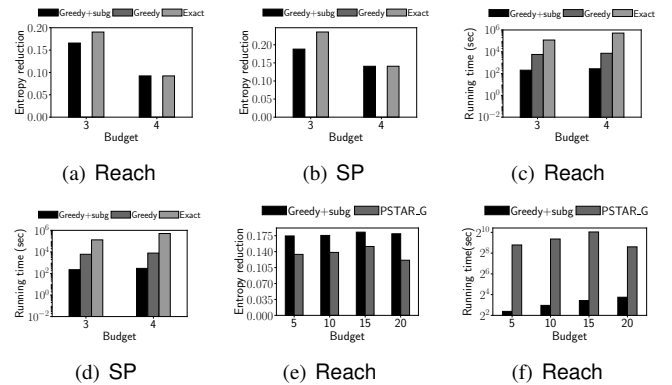 Greedy+subg Greedy Exact
Entropy reduction
0.20
0.15
0.10
0.05
0.00
3 4
Budget
(a) Reach
Greedy+subg Greedy Exact
Entropy reduction
0.20
0.15
0.10
0.05
0.00
3 4
Budget
(b) SP
Greedy+subg Greedy Exact
Running time (sec)
10^6
10^4
10^2
10^0
10^-2
3 4
Budget
(c) Reach
Greedy+subg Greedy Exact
Running time (sec)
10^6
10^4
10^2
10^0
10^-2
3 4
Budget
(d) SP
Greedy+subg PSTAR_G
Entropy reduction
0.175
0.140
0.105
0.070
0.035
0.000
5 10 15 20
Budget
(e) Reach
Greedy+subg PSTAR_G
Running time(sec)
2^10
2^8
2^6
2^4
2^2
5 10 15 20
Budget
(f) Reach